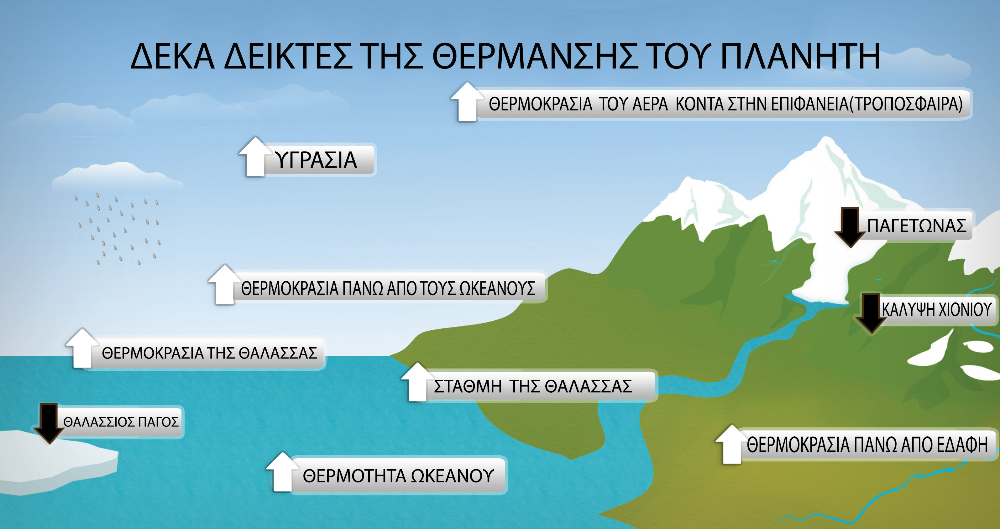 ΔΕΚΑ ΔΕΙΚΤΕΣ ΤΗΣ ΘΕΡΜΑΝΣΗΣ ΤΟΥ ΠΛΑΝΗΤΗ
ΘΕΡΜΟΚΡΑΣΙΑ ΤΟΥ ΑΕΡΑ ΚΟΝΤΑ ΣΤΗΝ ΕΠΙΦΑΝΕΙΑ(ΤΡΟΠΟΣΦΑΙΡΑ)
ΥΓΡΑΣΙΑ
ΠΑΓΕΤΩΝΑΣ
ΘΕΡΜΟΚΡΑΣΙΑ ΠΑΝΩ ΑΠΟ ΤΟΥΣ ΩΚΕΑΝΟΥΣ
ΚΑΛΥΨΗ ΧΙΟΝΙΟΥ
ΘΕΡΜΟΚΡΑΣΙΑ ΤΗΣ ΘΑΛΑΣΣΑΣ
ΣΤΑΘΜΗ ΤΗΣ ΘΑΛΑΣΣΑΣ
ΘΑΛΑΣΣΙΟΣ ΠΑΓΟΣ
ΘΕΡΜΟΚΡΑΣΙΑ ΠΑΝΩ ΑΠΟ ΕΔΑΦΗ
ΘΕΡΜΟΤΗΤΑ ΩΚΕΑΝΟΥ